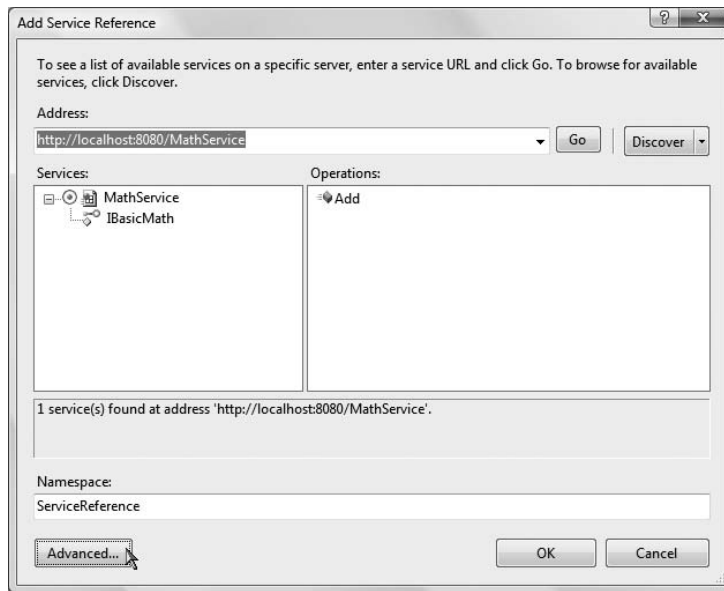 Add Service Reference
To see a list of available services on a specific server, enter a service URL and click Go. To browse for available
services, click Discover.
Address:
http://localhost:8080/MathService
Go
Discover
Services:
Operations:
MathService
IBasicMath
Add
1 service(s) found at address 'http://localhost:8080/MathService'.
Namespace:
ServiceReference
Advanced...
OK
Cancel